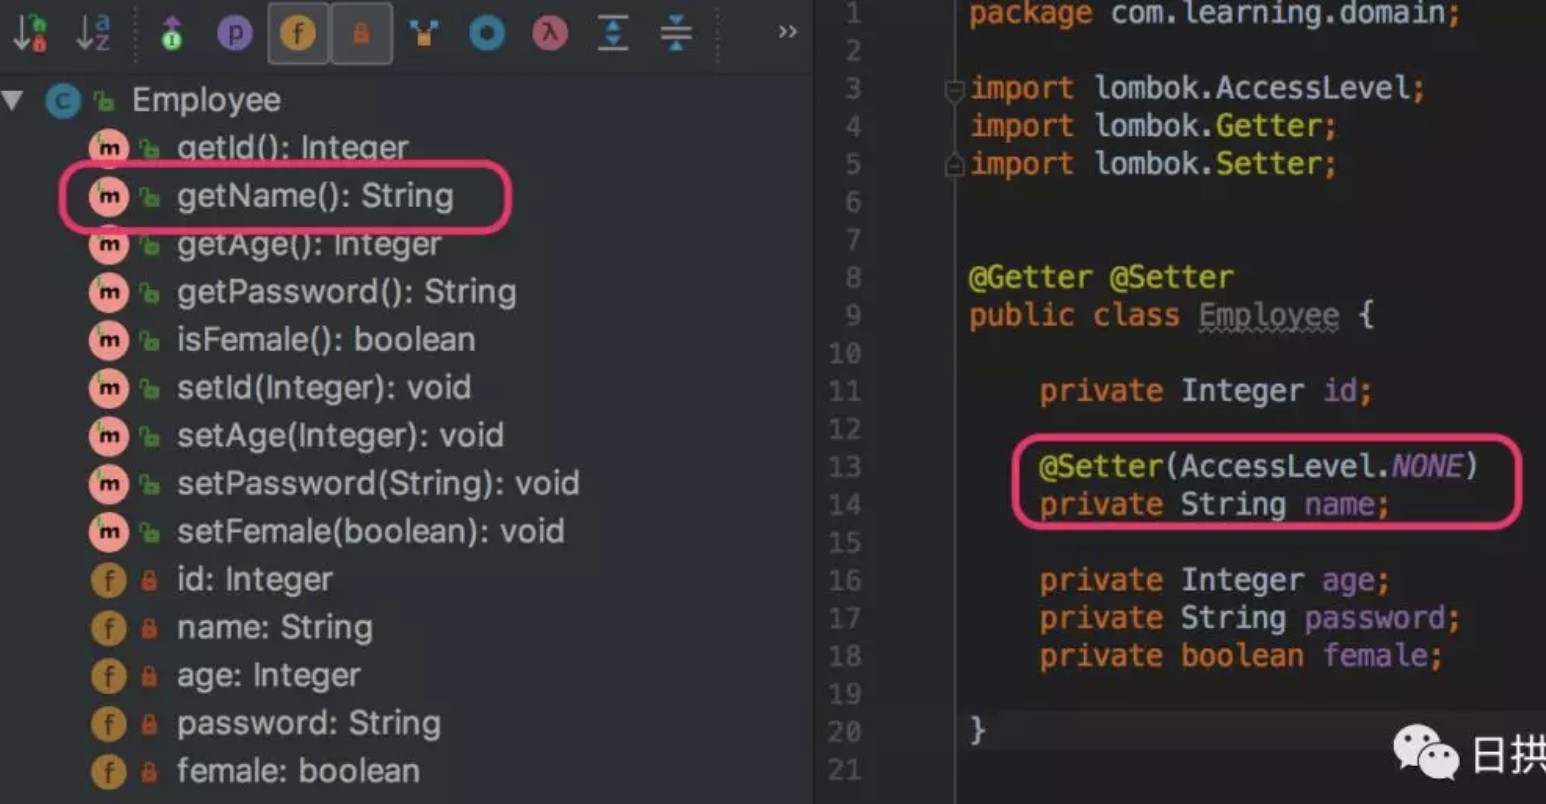 Employee
getId(): Integer
getName(): String
getAge(): Integer
getPassword(): String
isFemale(): boolean
setId(Integer): void
setAge(Integer): void
setPassword(String): void
setFemale(boolean): void
id: Integer
name: String
age: Integer
password: String
female: boolean
1 package com.learning.domain;
2
3 import lombok.AccessLevel;
4 import lombok.Getter;
5 import lombok.Setter;
6
7
8 @Getter @Setter
9 public class Employee {
10
11 private Integer id;
12
13 @Setter(AccessLevel.NONE)
14 private String name;
15
16 private Integer age;
17 private String password;
18 private boolean female;
19
20 }
21
日拱